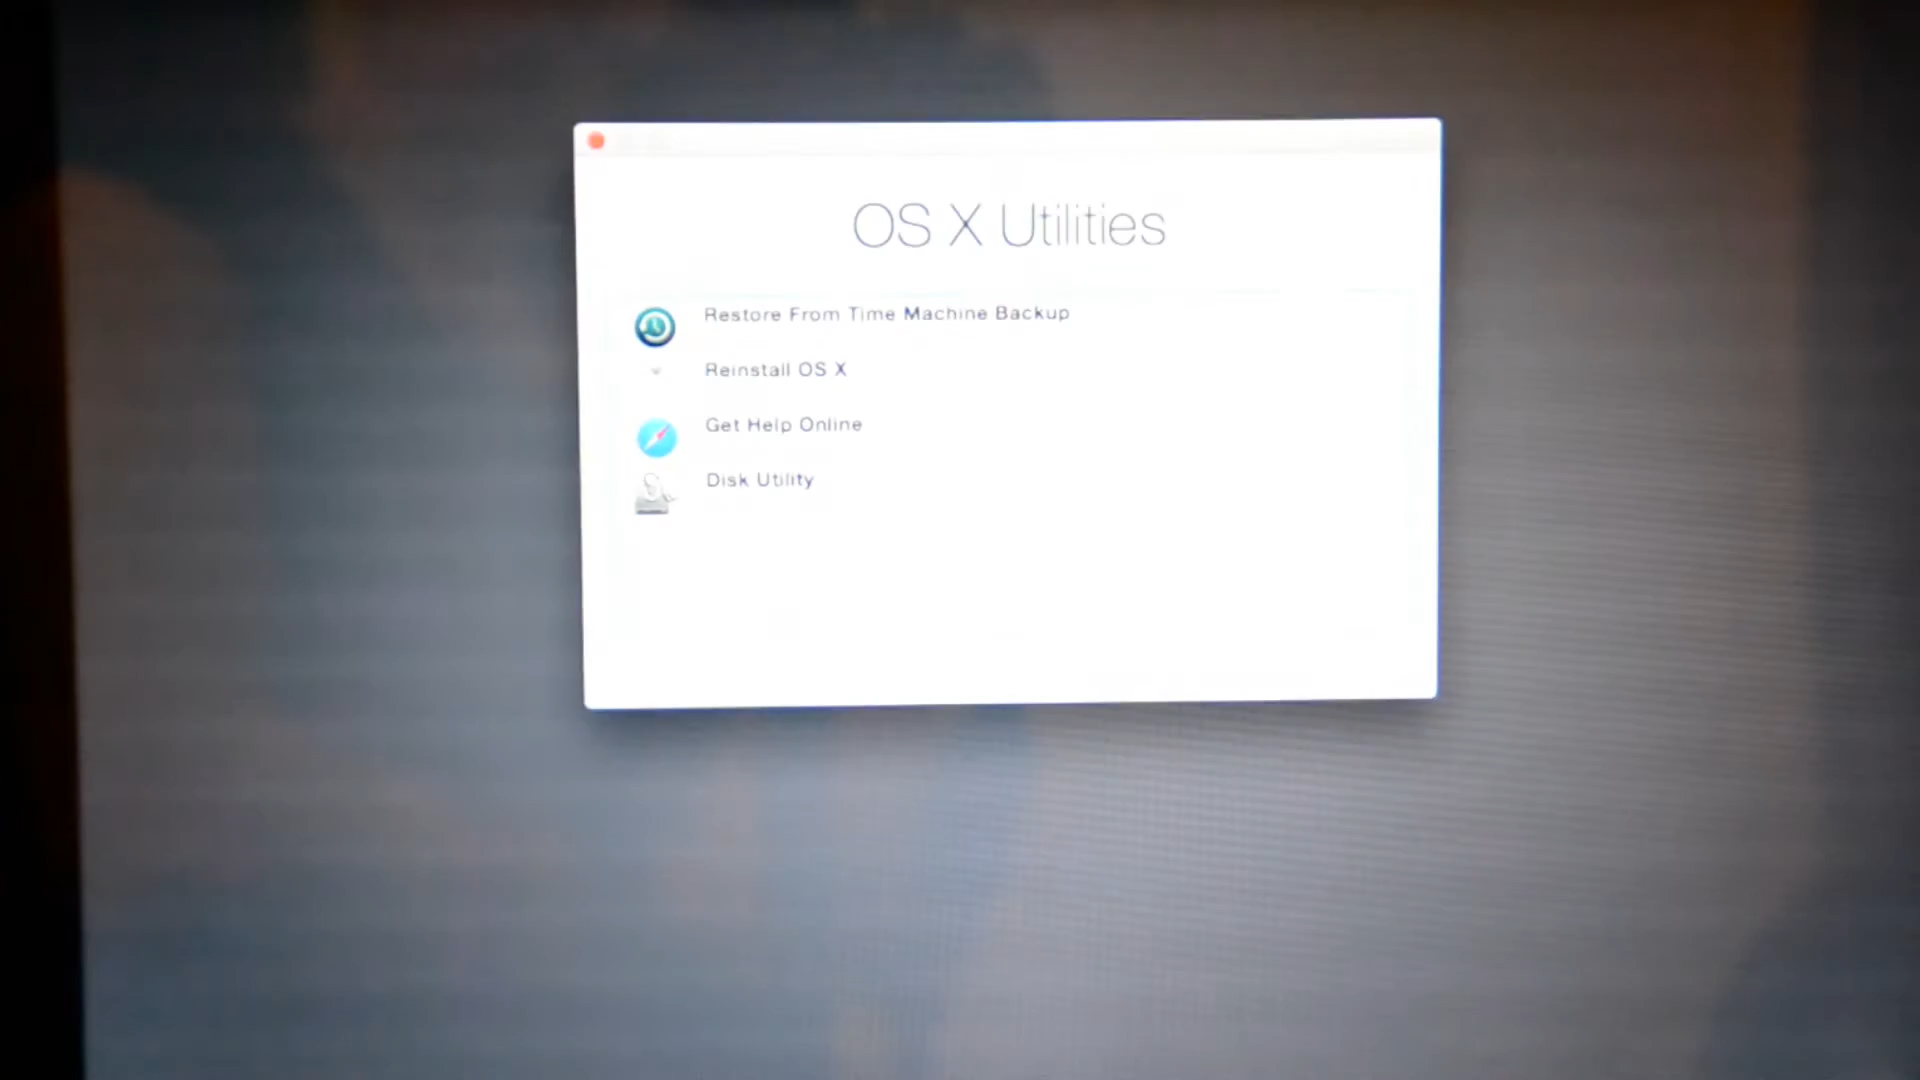 OS X Utilities
Restore From Time Machine Backup
Reinstall OS X
Get Help Online
Disk Utility